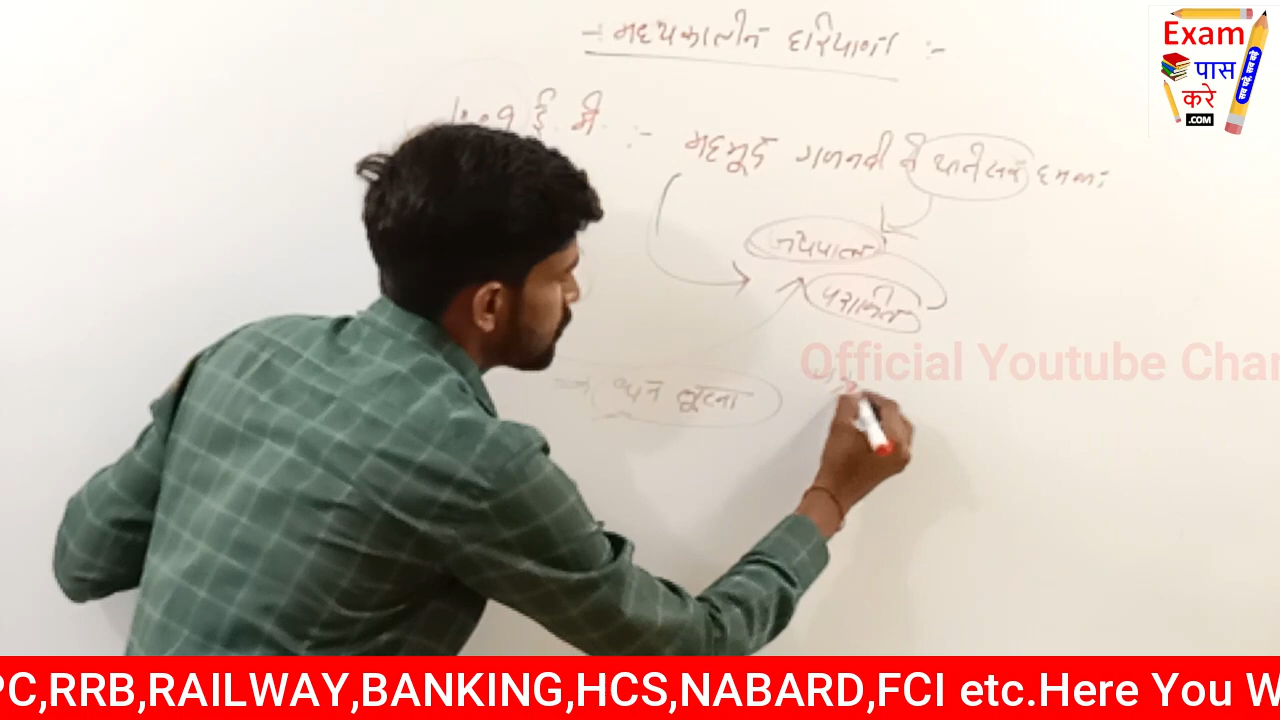 -: मध्यकालीन हरियाणा :-
1009 ई. में :- महमूद गजनवी ने थानेसर हमला
जयपाल
पराजित
धन लूटना
Exam
पास
करे
.COM
Official Youtube Chan
PC,RRB,RAILWAY,BANKING,HCS,NABARD,FCI etc.Here You W